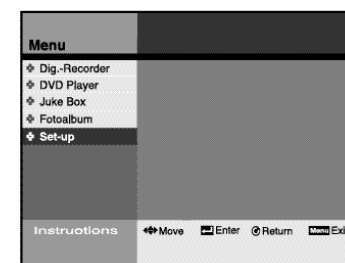 Menu
Dig.-Recorder
DVD Player
Juke Box
Fotoalbum
Set-up
Instructions Move Enter Return Menu Exi